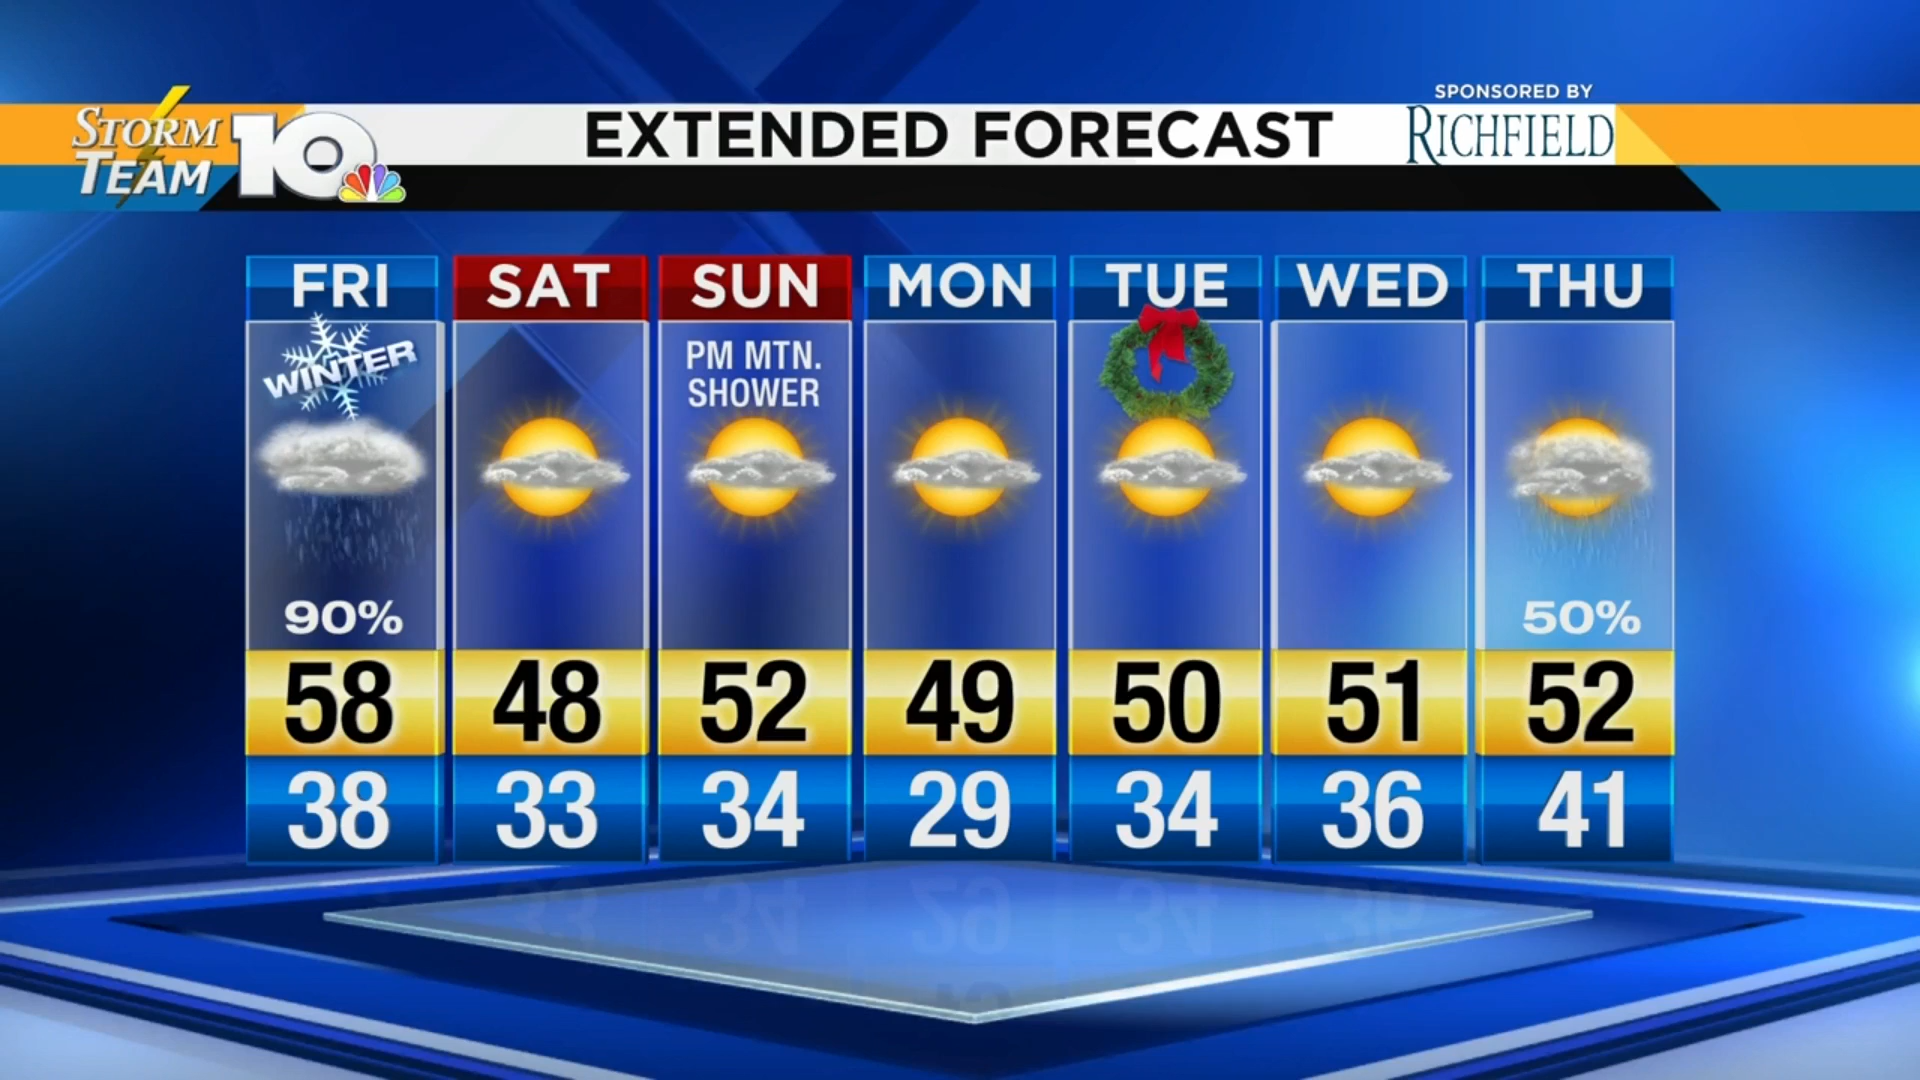 SPONSORED BY
STORM TEAM 10
EXTENDED FORECAST
RICHFIELD
FRI SAT SUN MON TUE WED THU
WINTER
PM MTN.
SHOWER
90% 50%
58 48 52 49 50 51 52
38 33 34 29 34 36 41